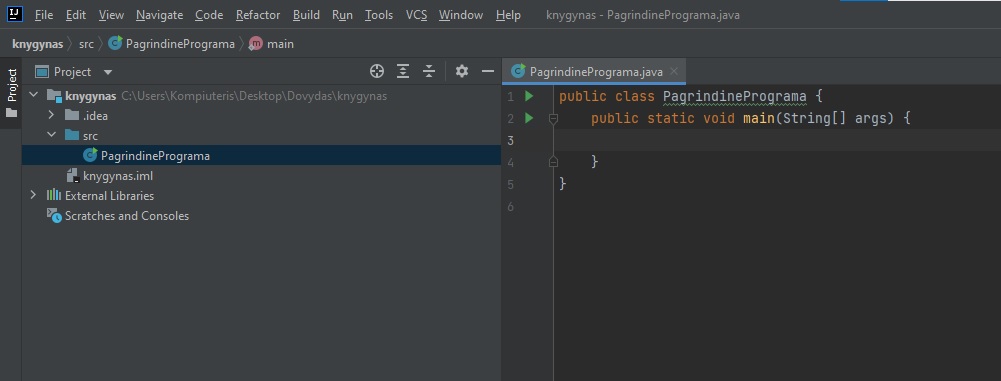 IJ File Edit View Navigate Code Refactor Build Run Tools VCS Window Help knygynas - PagrindinePrograma.java
knygynas src C PagrindinePrograma m main
Project
Project
knygynas C:\Users\Kompiuteris\Desktop\Dovydas\knygynas
.idea
src
C PagrindinePrograma
knygynas.iml
External Libraries
Scratches and Consoles
C PagrindinePrograma.java
1 public class PagrindinePrograma {
2 public static void main(String[] args) {
3
4 }
5 }
6